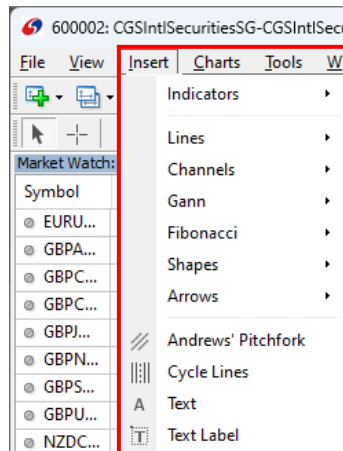 600002: CGSIntlSecuritiesSG-CGSIntlSecu
File View Insert Charts Tools W
Market Watch:
Symbol
EURU...
GBPA...
GBPC...
GBPC...
GBPJ...
GBPN...
GBPS...
GBPU...
NZDC...
Indicators
Lines
Channels
Gann
Fibonacci
Shapes
Arrows
Andrews' Pitchfork
Cycle Lines
A Text
T Text Label